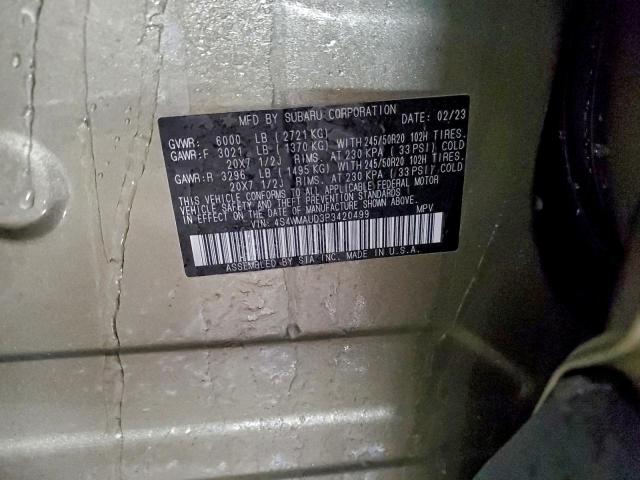 MFD BY SUBARU CORPORATION DATE: 02/23
GVWR: 6000 LB (2721 KG)
GAWR:F 3021 LB (1370 KG) WITH 245/50R20 102H TIRES.
20X7 1/2J RIMS. AT 230 KPA (33 PSI) COLD
GAWR:R 3296 LB (1495 KG) WITH 245/50R20 102H TIRES.
20X7 1/2J RIMS. AT 230 KPA (33 PSI) COLD
THIS VEHICLE CONFORMS TO ALL APPLICABLE FEDERAL MOTOR
VEHICLE SAFETY AND THEFT PREVENTION STANDARDS IN EFFECT
ON THE DATE OF MANUFACTURE SHOWN ABOVE.
VIN: 4S4WMAUD3P3420499 MPV
ASSEMBLED BY SIA INC. MADE IN U.S.A.